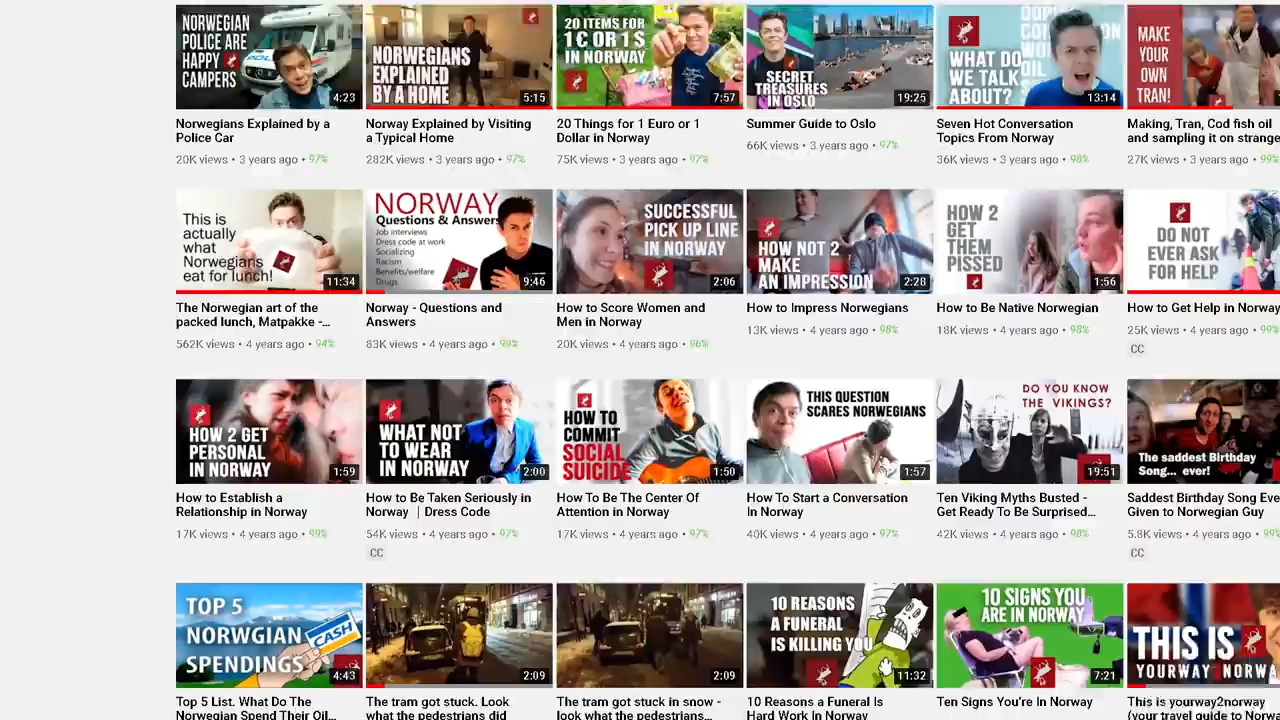 NORWEGIAN
POLICE ARE
HAPPY
CAMPERS
4:23
NORWEGIANS
EXPLAINED
BY A HOME
5:15
20 ITEMS FOR
1 € OR 1 $
IN NORWAY
7:57
SECRET
TREASURES
IN OSLO
19:25
WHAT DO
WE TALK
ABOUT?
OIL
13:14
MAKE
YOUR
OWN
TRAN!
Norwegians Explained by a
Police Car
20K views • 3 years ago • 97%
Norway Explained by Visiting
a Typical Home
282K views • 3 years ago • 97%
20 Things for 1 Euro or 1
Dollar in Norway
75K views • 3 years ago • 97%
Summer Guide to Oslo
66K views • 3 years ago • 97%
Seven Hot Conversation
Topics From Norway
36K views • 3 years ago • 98%
Making, Tran, Cod fish oil
and sampling it on strange
27K views • 3 years ago • 99%
This is
actually
what
Norwegians
eat for lunch!
11:34
NORWAY
Questions & Answers
Job interviews
Dress code at work
Socializing
Racism
Benefits/welfare
Drugs
9:46
SUCCESSFUL
PICK UP LINE
IN NORWAY
2:06
HOW NOT 2
MAKE
AN IMPRESSION
2:28
HOW 2
GET
THEM
PISSED
1:56
DO NOT
EVER ASK
FOR HELP
The Norwegian art of the
packed lunch, Matpakke -...
562K views • 4 years ago • 94%
Norway - Questions and
Answers
83K views • 4 years ago • 98%
How to Score Women and
Men in Norway
20K views • 4 years ago • 96%
How to Impress Norwegians
13K views • 4 years ago • 98%
How to Be Native Norwegian
18K views • 4 years ago • 98%
How to Get Help in Norway
25K views • 4 years ago • 99%
CC
HOW 2 GET
PERSONAL
IN NORWAY
1:59
WHAT NOT
TO WEAR
IN NORWAY
2:00
HOW TO
COMMIT
SOCIAL
SUICIDE
1:50
THIS QUESTION
SCARES NORWEGIANS
1:57
DO YOU KNOW
THE VIKINGS?
19:51
The saddest Birthday
Song... ever!
How to Establish a
Relationship in Norway
17K views • 4 years ago • 99%
How to Be Taken Seriously in
Norway | Dress Code
54K views • 4 years ago • 97%
CC
How To Be The Center Of
Attention in Norway
17K views • 4 years ago • 97%
How To Start a Conversation
In Norway
40K views • 4 years ago • 97%
Ten Viking Myths Busted -
Get Ready To Be Surprised...
42K views • 4 years ago • 98%
Saddest Birthday Song Eve
Given to Norwegian Guy
5.8K views • 4 years ago • 99%
CC
TOP 5
NORWGIAN
SPENDINGS
CASH
4:43
2:09
2:09
10 REASONS
A FUNERAL
IS KILLING YOU
11:32
10 SIGNS YOU
ARE IN NORWAY
7:21
THIS IS
YOURWAY2NORWA
Top 5 List. What Do The
Norwegian Spend Their Oil...
The tram got stuck. Look
what the pedestrians did
The tram got stuck in snow -
look what the pedestrians...
10 Reasons a Funeral Is
Hard Work In Norway
Ten Signs You're In Norway
This is yourway2norway
(your travel guide to Norw